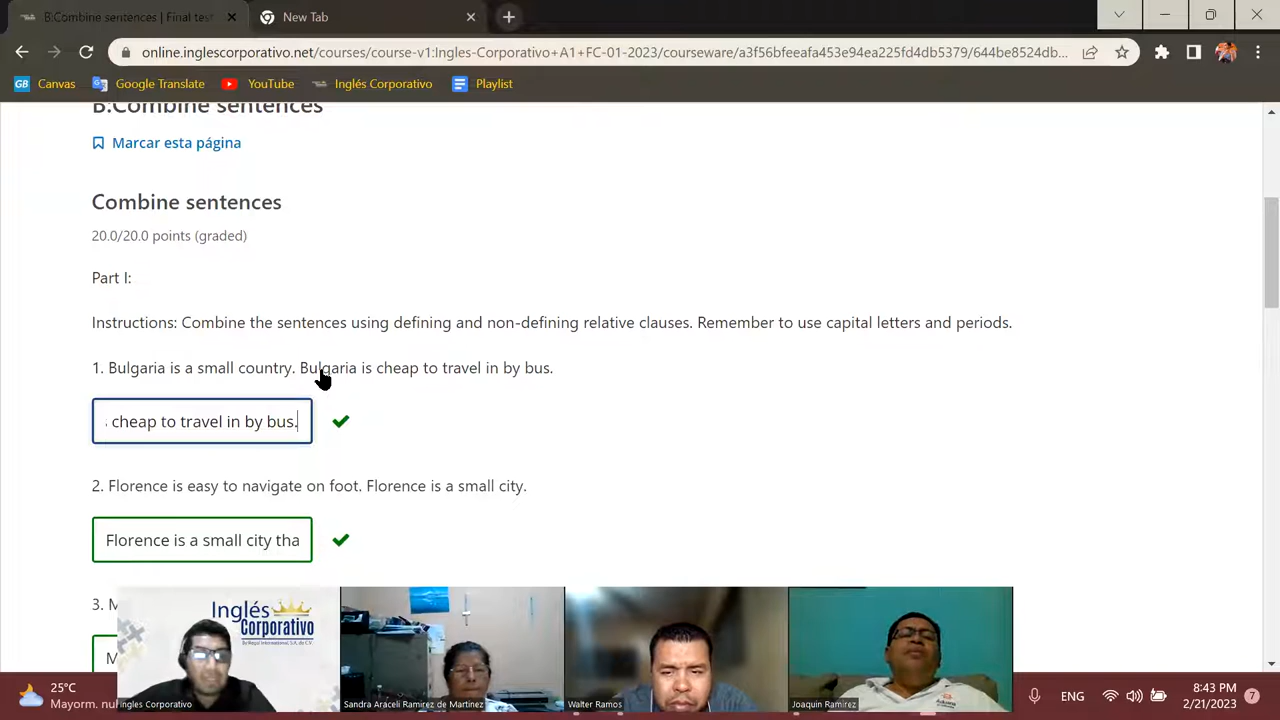 B:Combine sentences | Final test
New Tab
online.inglescorporativo.net/courses/course-v1:Ingles-Corporativo+A1+FC-01-2023/courseware/a3f56bfeeafa453e94ea225fd4db5379/644be8524db...
Canvas
Google Translate
YouTube
Inglés Corporativo
Playlist
B:Combine sentences
Marcar esta página
Combine sentences
20.0/20.0 points (graded)
Part I:
Instructions: Combine the sentences using defining and non-defining relative clauses. Remember to use capital letters and periods.
1. Bulgaria is a small country. Bulgaria is cheap to travel in by bus.
cheap to travel in by bus.
2. Florence is easy to navigate on foot. Florence is a small city.
Florence is a small city tha
3. M
M
Inglés
Corporativo
Ingles Corporativo
Sandra Araceli Ramirez de Martinez
Walter Ramos
Joaquin Ramirez
25°C
Mayorm. nu
ENG
8:43 PM
2/21/2023
7